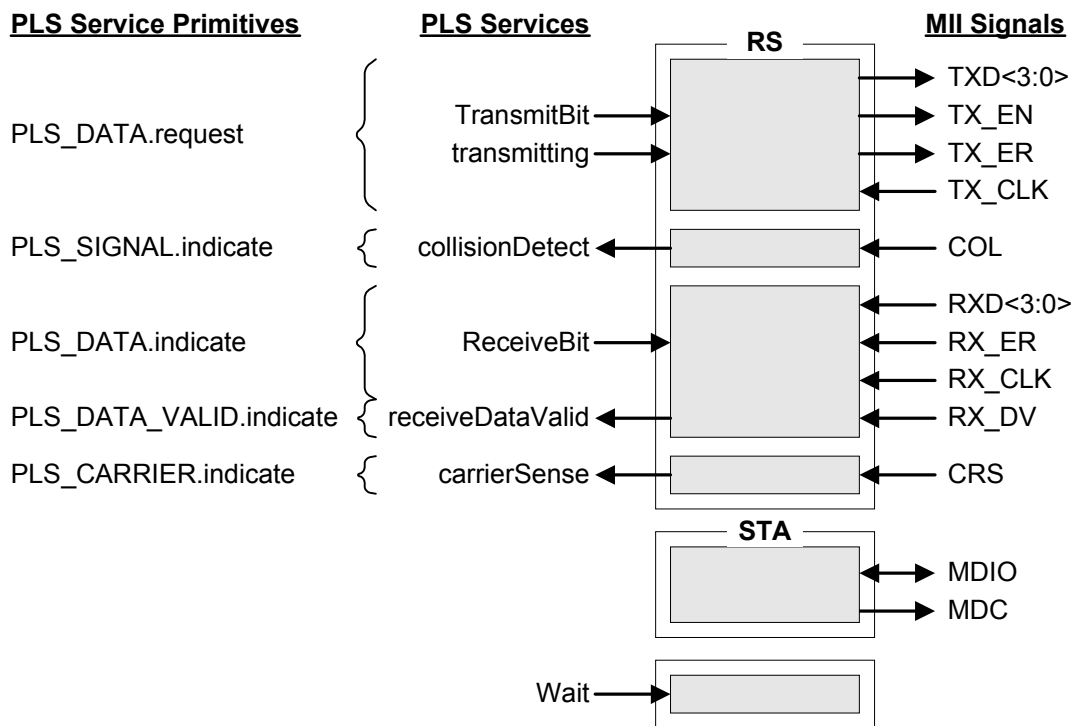 PLS Service Primitives PLS Services MII Signals
RS
TXD<3:0>
TransmitBit TX_EN
PLS_DATA.request
transmitting TX_ER
TX_CLK
PLS_SIGNAL.indicate collisionDetect COL
RXD<3:0>
PLS_DATA.indicate ReceiveBit RX_ER
RX_CLK
PLS_DATA_VALID.indicate receiveDataValid RX_DV
PLS_CARRIER.indicate carrierSense CRS
STA
MDIO
MDC
Wait